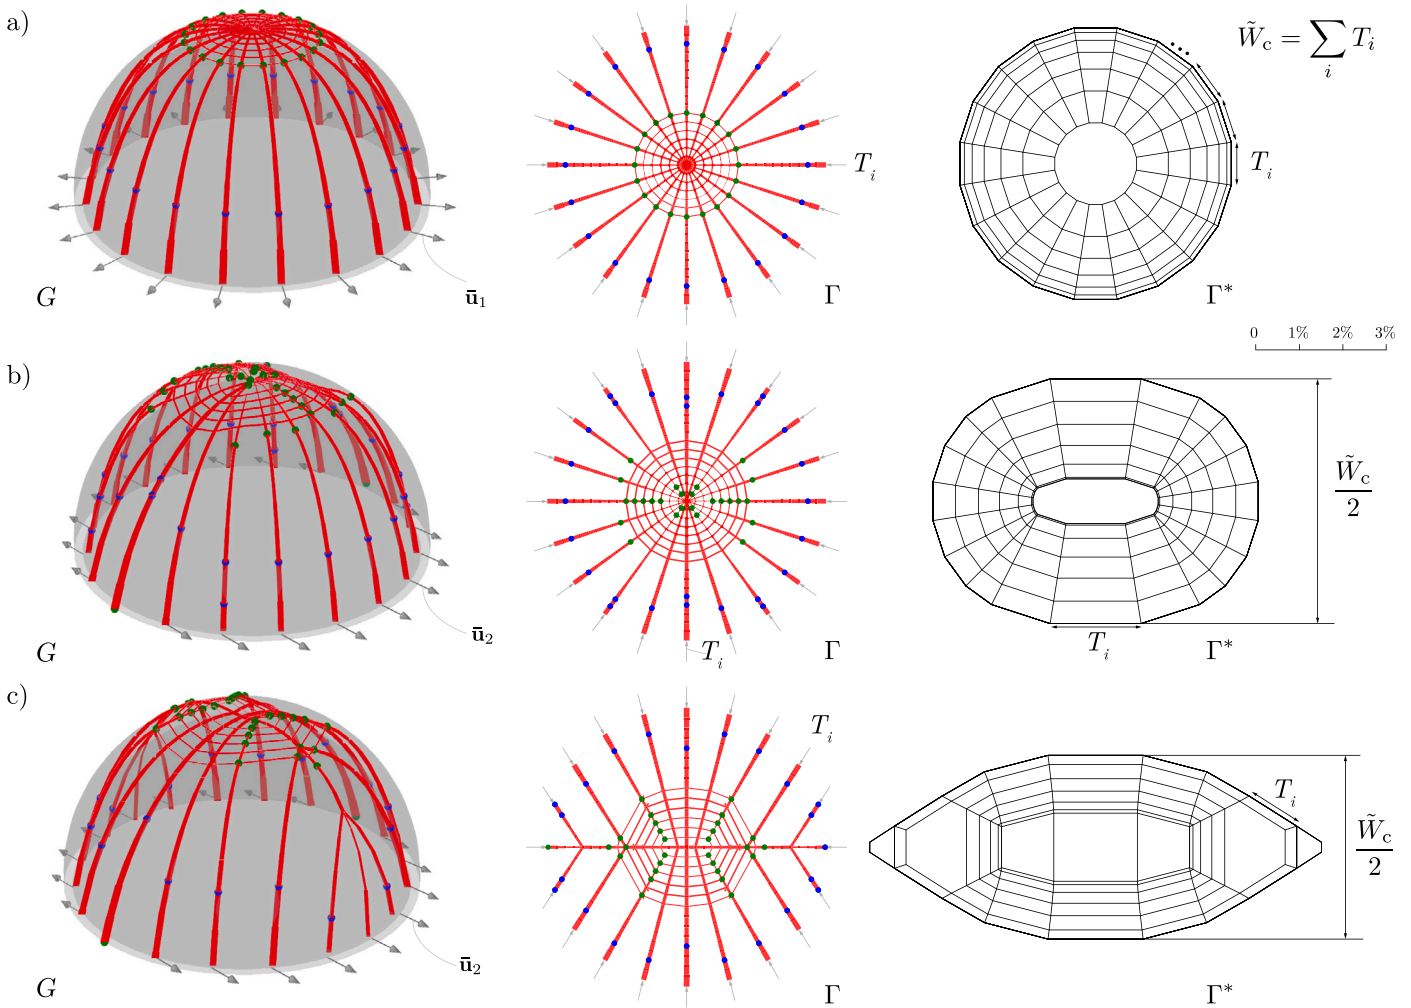 a)
W̃c = ∑i Ti
Ti
Ti
G
ū1
Γ
Γ*
0 1% 2% 3%
b)
W̃c/2
G
ū2
Ti
Γ
Ti
Γ*
c)
Ti
Ti
W̃c/2
G
ū2
Γ
Γ*